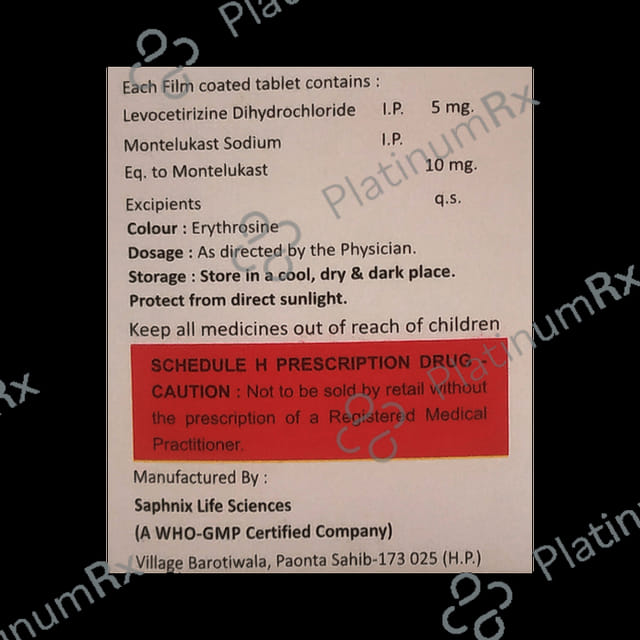 Each Film coated tablet contains :
Levocetirizine Dihydrochloride I.P. 5 mg.
Montelukast Sodium I.P.
Eq. to Montelukast 10 mg.
Excipients q.s.
Colour : Erythrosine
Dosage : As directed by the Physician.
Storage : Store in a cool, dry & dark place.
Protect from direct sunlight.
Keep all medicines out of reach of children
SCHEDULE H PRESCRIPTION DRUG -
CAUTION : Not to be sold by retail without
the prescription of a Registered Medical
Practitioner.
Manufactured By :
Saphnix Life Sciences
(A WHO-GMP Certified Company)
Village Barotiwala, Paonta Sahib-173 025 (H.P.)
PlatinumRx
PlatinumRx
PlatinumRx